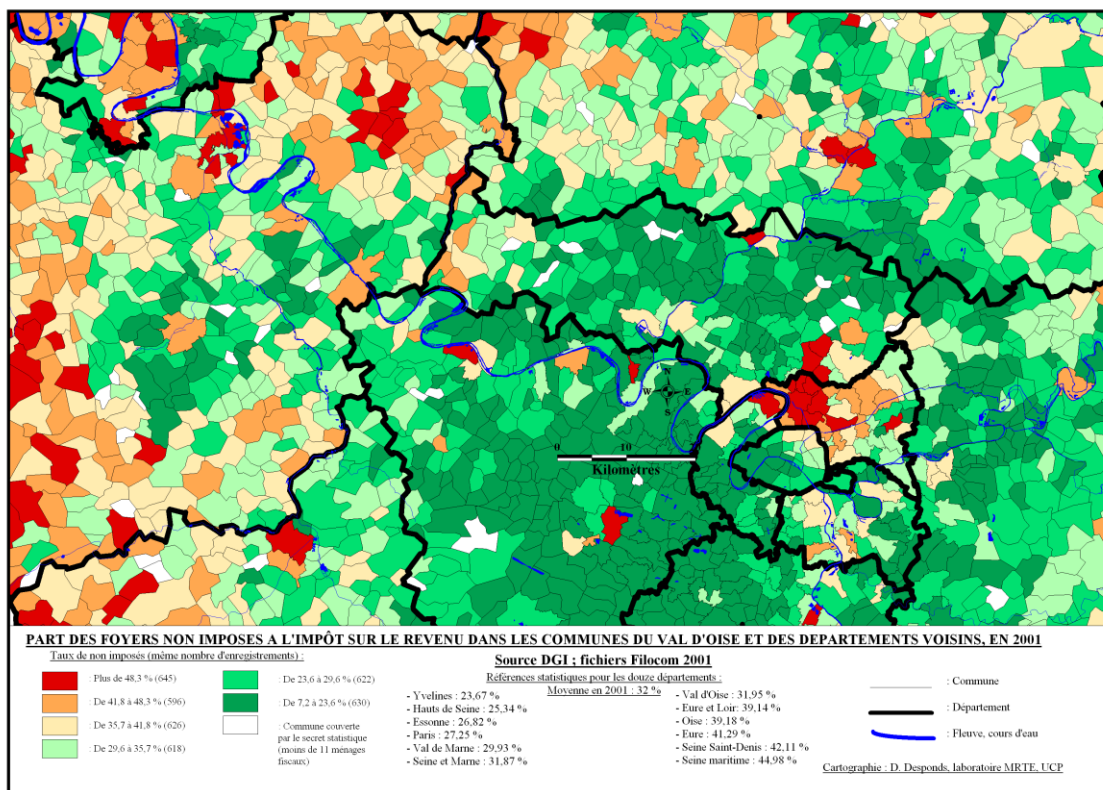 N
W E
S
0 10
Kilomètres
PART DES FOYERS NON IMPOSES A L'IMPÔT SUR LE REVENU DANS LES COMMUNES DU VAL D'OISE ET DES DEPARTEMENTS VOISINS, EN 2001
Taux de non imposés (même nombre d'enregistrements) :
: Plus de 48,3 % (645)
: De 41,8 à 48,3 % (596)
: De 35,7 à 41,8 % (626)
: De 29,6 à 35,7 % (618)
: De 23,6 à 29,6 % (622)
: De 7,2 à 23,6 % (630)
: Commune couverte
par le secret statistique
(moins de 11 ménages
fiscaux)
Source DGI ; fichiers Filocom 2001
Références statistiques pour les douze départements :
Moyenne en 2001 : 32 %
- Yvelines : 23,67 %
- Hauts de Seine : 25,34 %
- Essonne : 26,82 %
- Paris : 27,25 %
- Val de Marne : 29,93 %
- Seine et Marne : 31,87 %
- Val d'Oise : 31,95 %
- Eure et Loir : 39,14 %
- Oise : 39,18 %
- Eure : 41,29 %
- Seine Saint-Denis : 42,11 %
- Seine maritime : 44,98 %
: Commune
: Département
: Fleuve, cours d'eau
Cartographie : D. Desponds, laboratoire MRTE, UCP